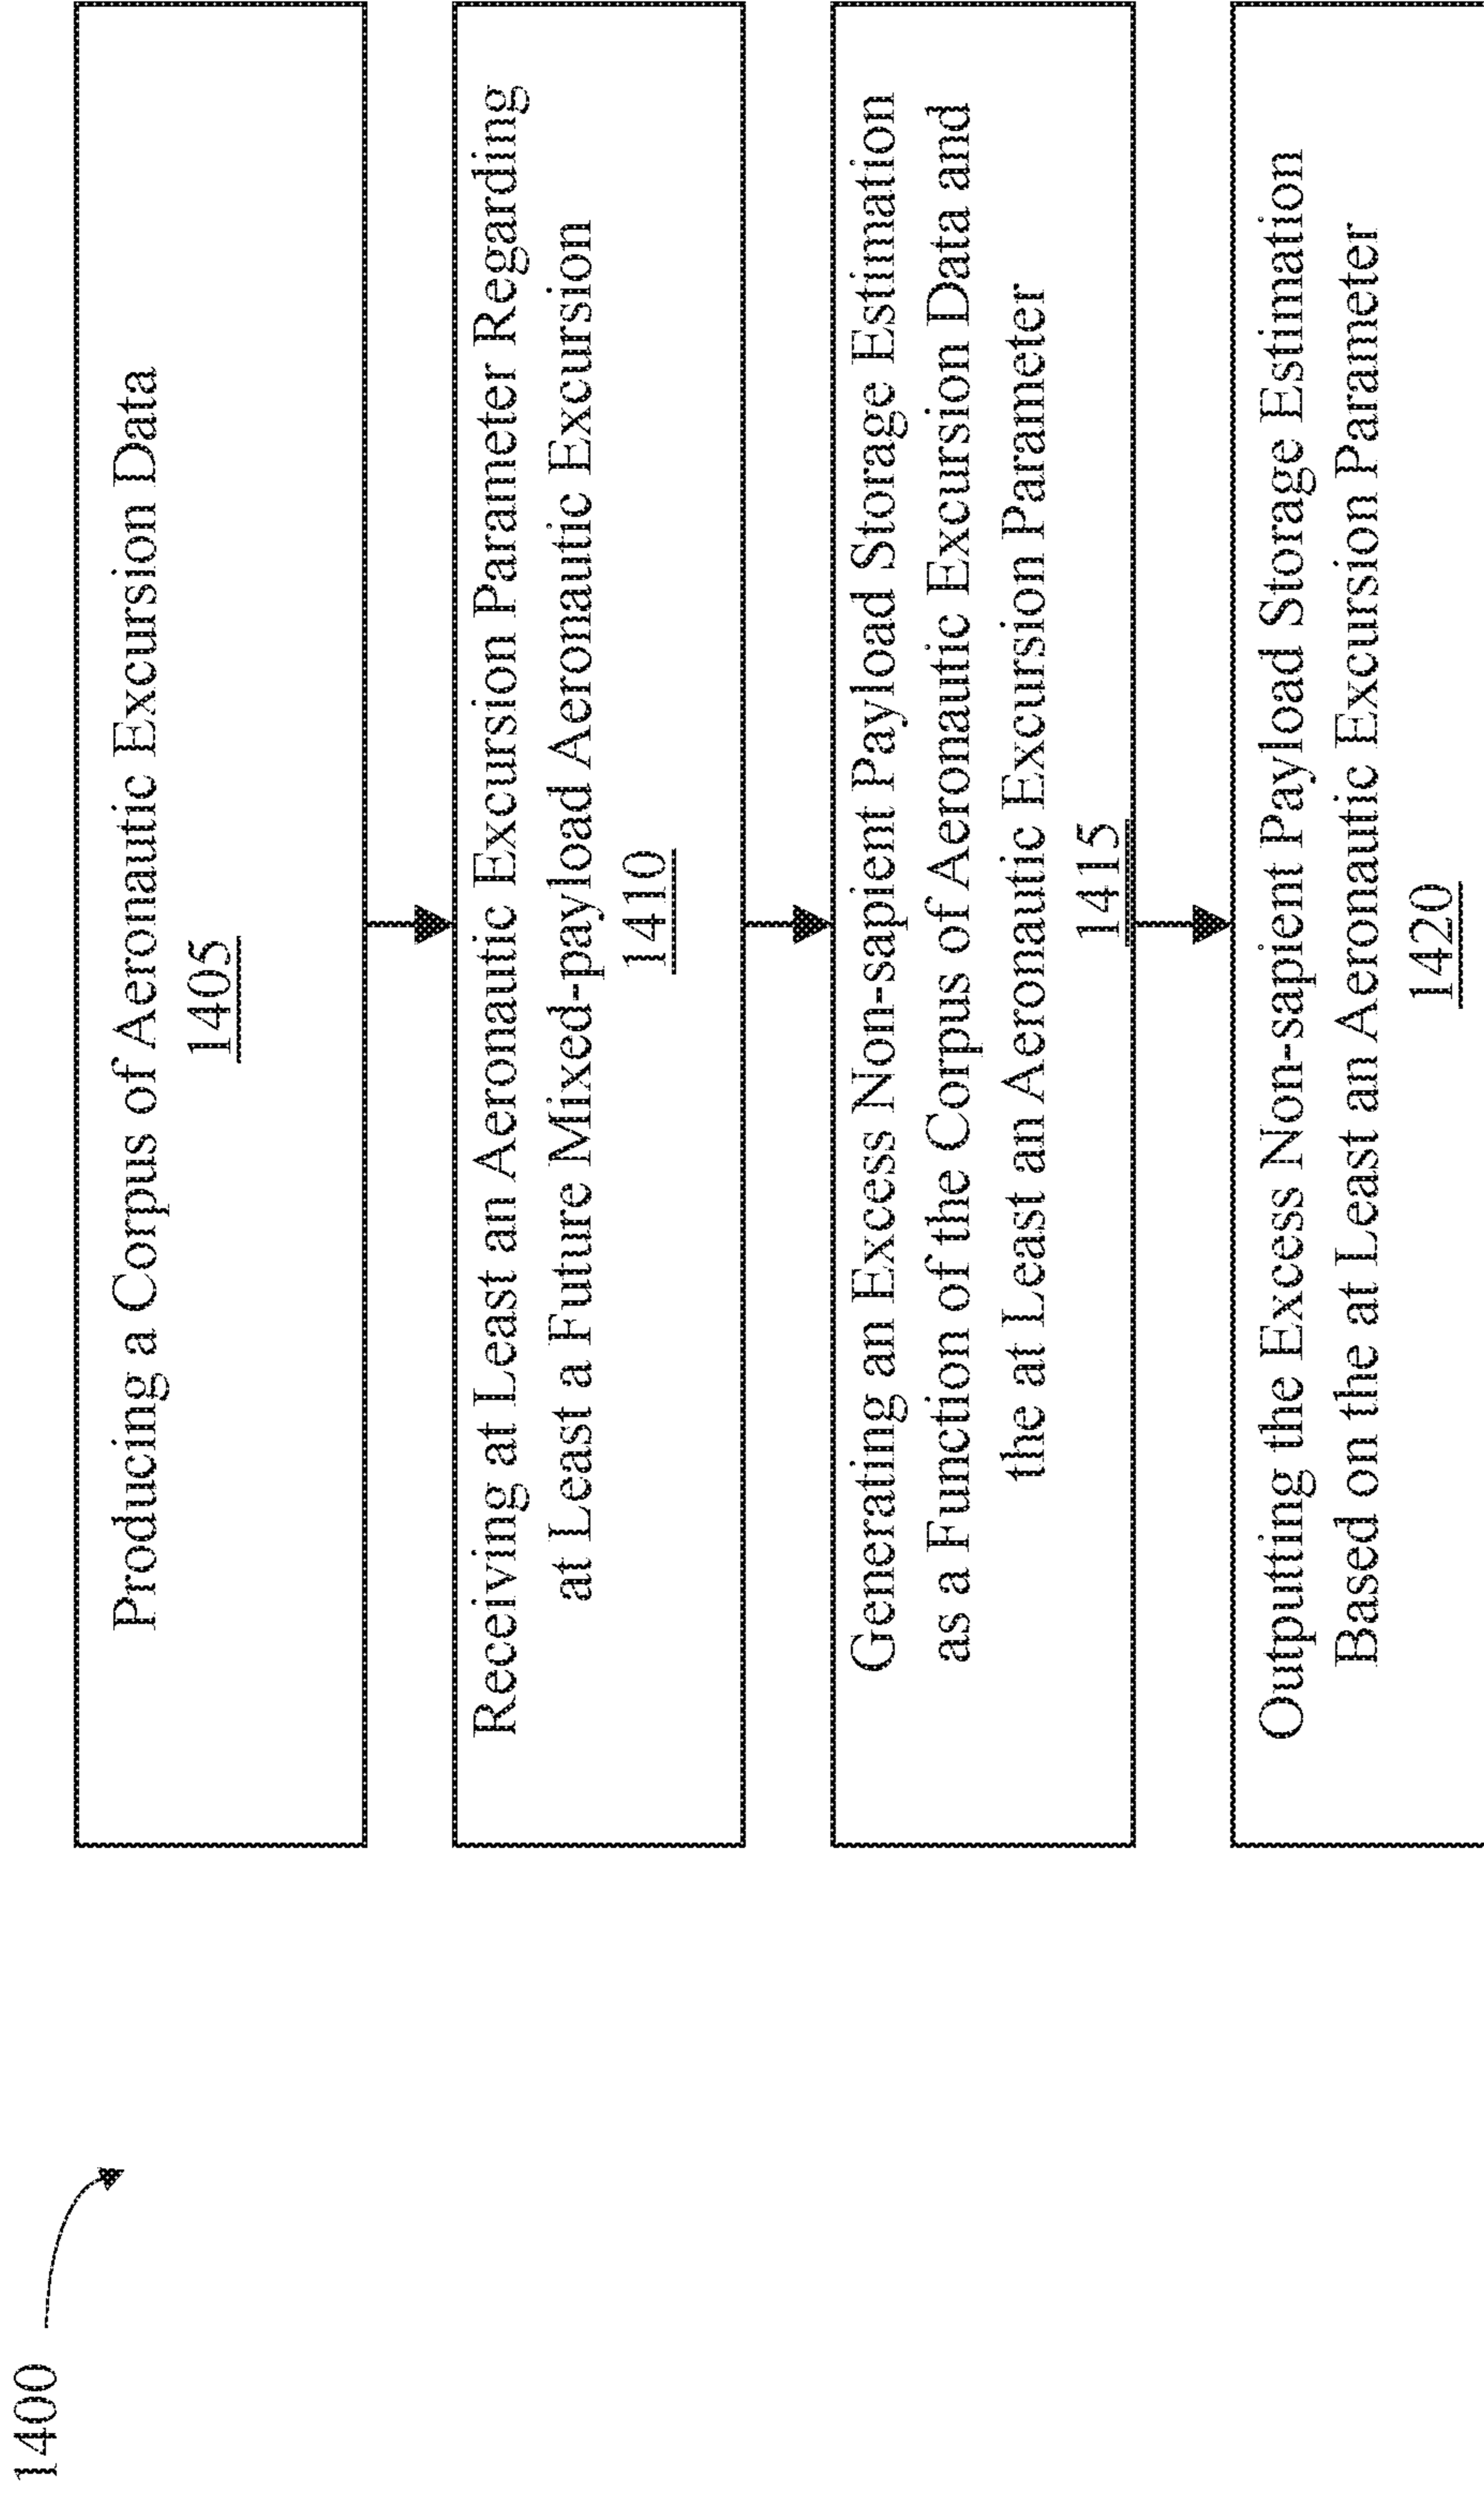 1400
Producing a Corpus of Aeronautic Excursion Data
1405
Receiving at Least an Aeronautic Excursion Parameter Regarding
at Least a Future Mixed-payload Aeronautic Excursion
1410
Generating an Excess Non-sapient Payload Storage Estimation
as a Function of the Corpus of Aeronautic Excursion Data and
the at Least an Aeronautic Excursion Parameter
1415
Outputting the Excess Non-sapient Payload Storage Estimation
Based on the at Least an Aeronautic Excursion Parameter
1420